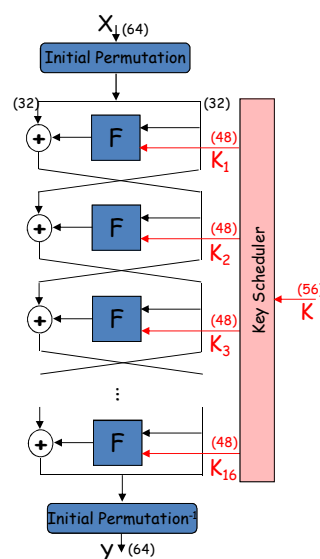 X (64)
Initial Permutation
(32) (32)
+ F (48)
K1
+ F (48)
K2
(56)
K
Key Scheduler
+ F (48)
K3
...
+ F (48)
K16
Initial Permutation-1
Y (64)